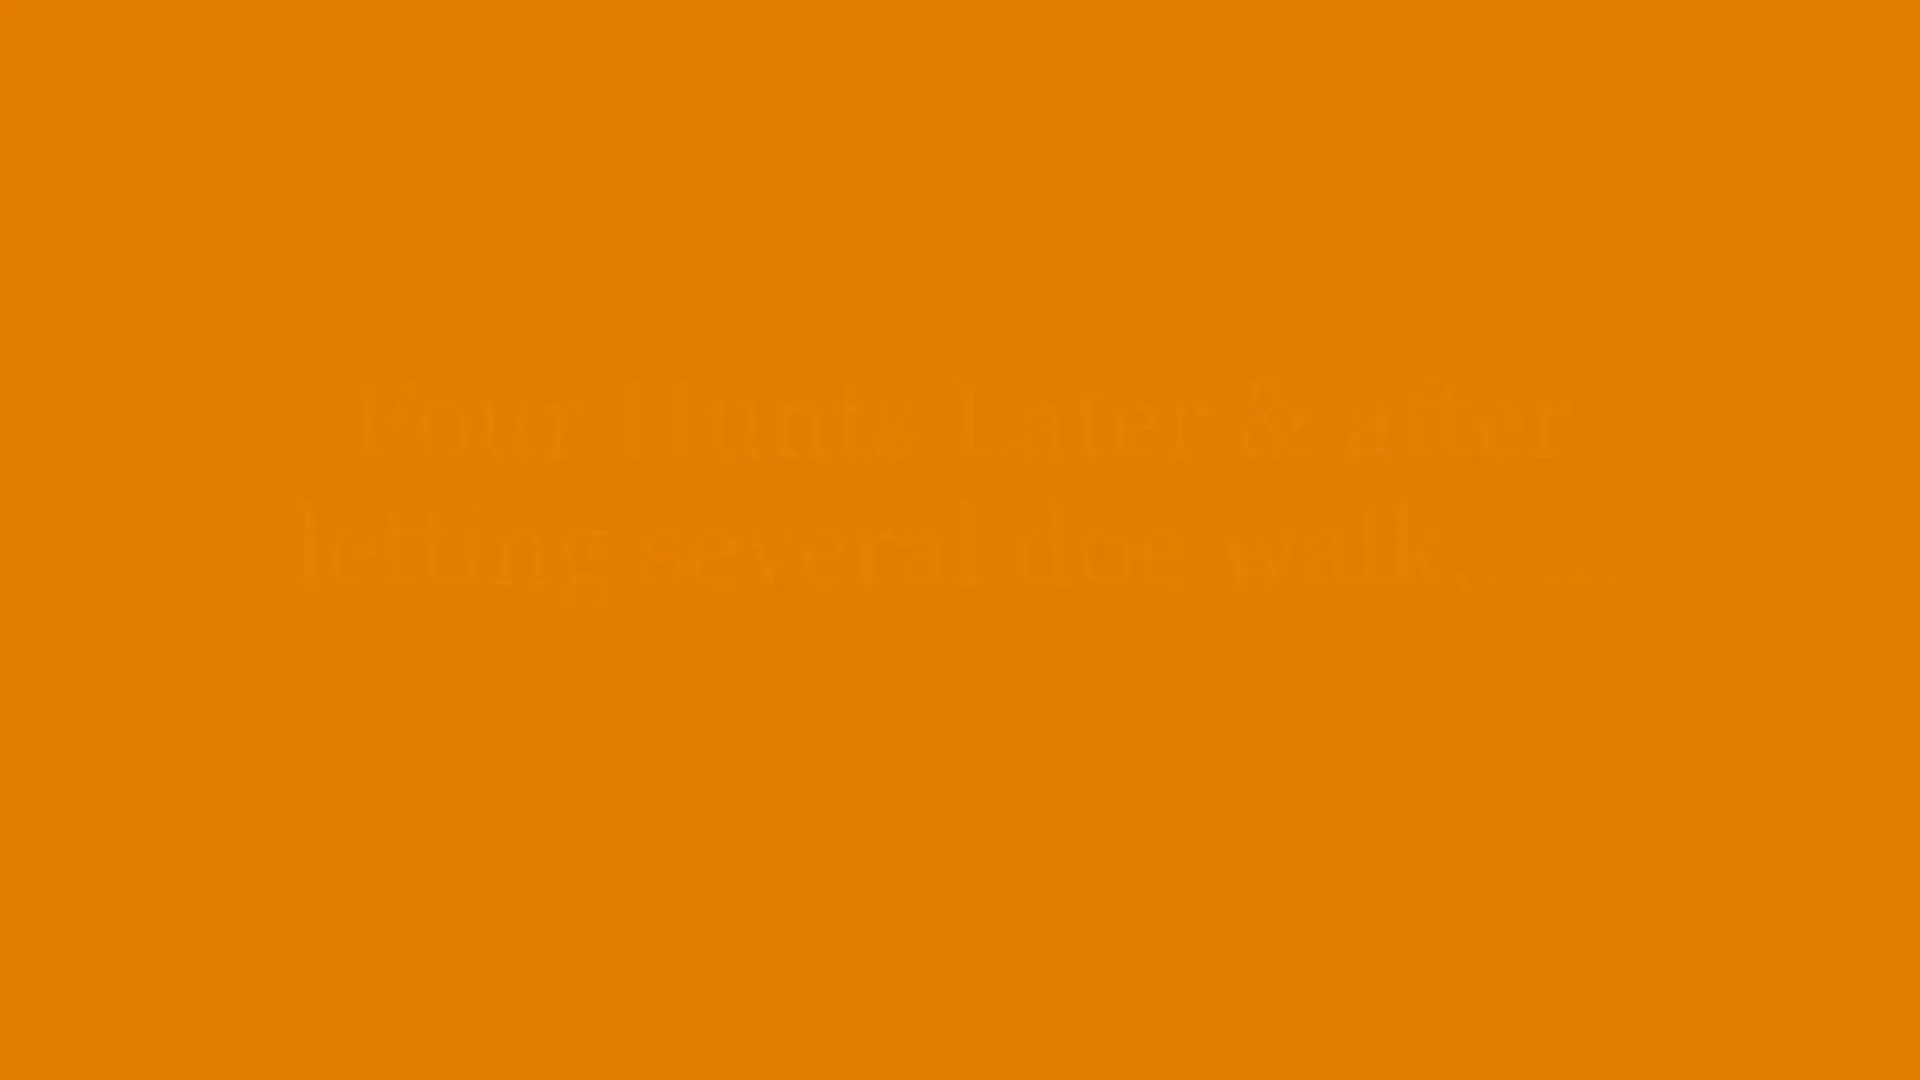 Four Hunts Later & after
letting several doe walk......